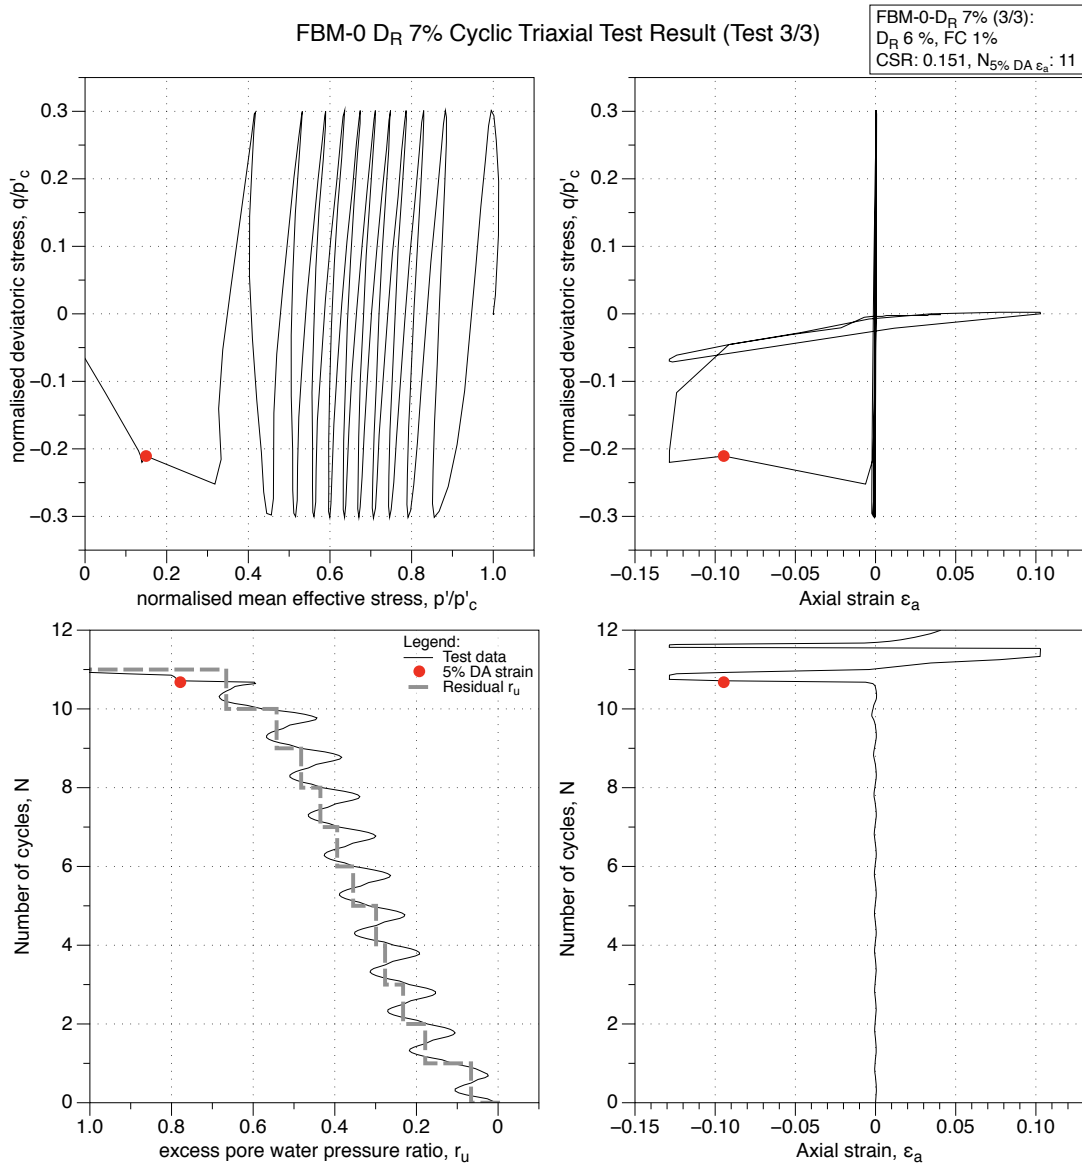 FBM-0 DR 7% Cyclic Triaxial Test Result (Test 3/3)
FBM-0-DR 7% (3/3):
DR 6 %, FC 1%
CSR: 0.151, N5% DA εa: 11
normalised deviatoric stress, q/p'c
0.3
0.2
0.1
0
−0.1
−0.2
−0.3
0 0.2 0.4 0.6 0.8 1.0
normalised mean effective stress, p'/p'c
normalised deviatoric stress, q/p'c
0.3
0.2
0.1
0
−0.1
−0.2
−0.3
−0.15 −0.10 −0.05 0 0.05 0.10
Axial strain εa
Number of cycles, N
12
10
8
6
4
2
0
Legend:
Test data
5% DA strain
Residual ru
1.0 0.8 0.6 0.4 0.2 0
excess pore water pressure ratio, ru
Number of cycles, N
12
10
8
6
4
2
0
−0.15 −0.10 −0.05 0 0.05 0.10
Axial strain, εa